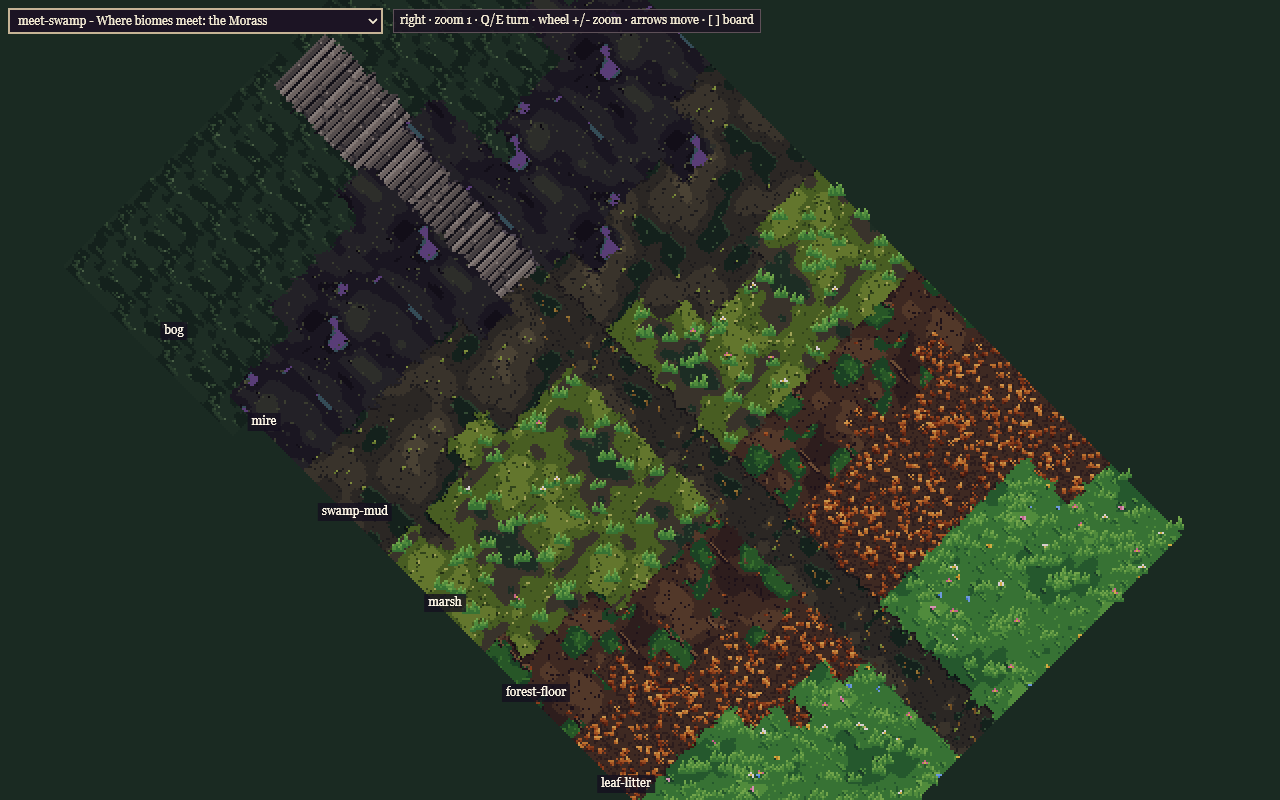 meet-swamp - Where biomes meet: the Morass
right · zoom 1 · Q/E turn · wheel +/- zoom · arrows move · [ ] board
bog
mire
swamp-mud
marsh
forest-floor
leaf-litter